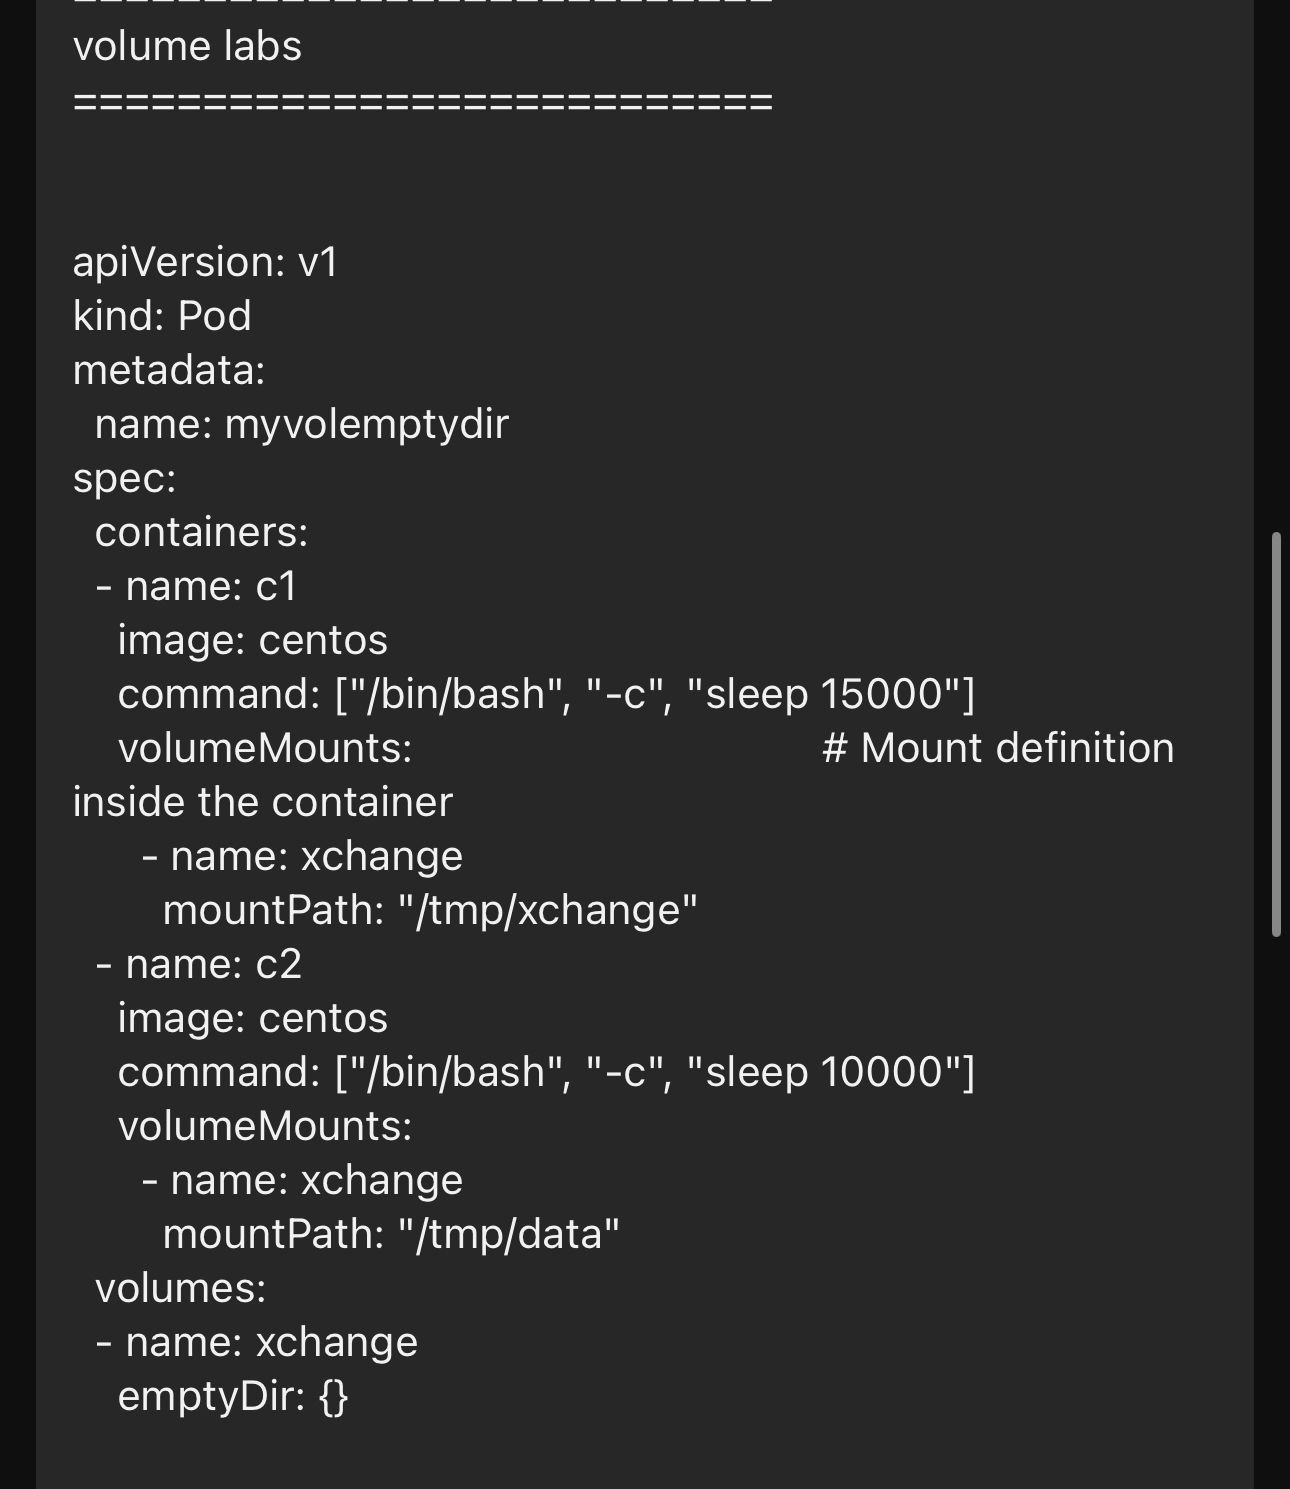 ===========================
volume labs
===========================
apiVersion: v1
kind: Pod
metadata:
  name: myvolemptydir
spec:
  containers:
  - name: c1
    image: centos
    command: ["/bin/bash", "-c", "sleep 15000"]
    volumeMounts:                                    # Mount definition
inside the container
      - name: xchange
        mountPath: "/tmp/xchange"
  - name: c2
    image: centos
    command: ["/bin/bash", "-c", "sleep 10000"]
    volumeMounts:
      - name: xchange
        mountPath: "/tmp/data"
  volumes:
  - name: xchange
    emptyDir: {}